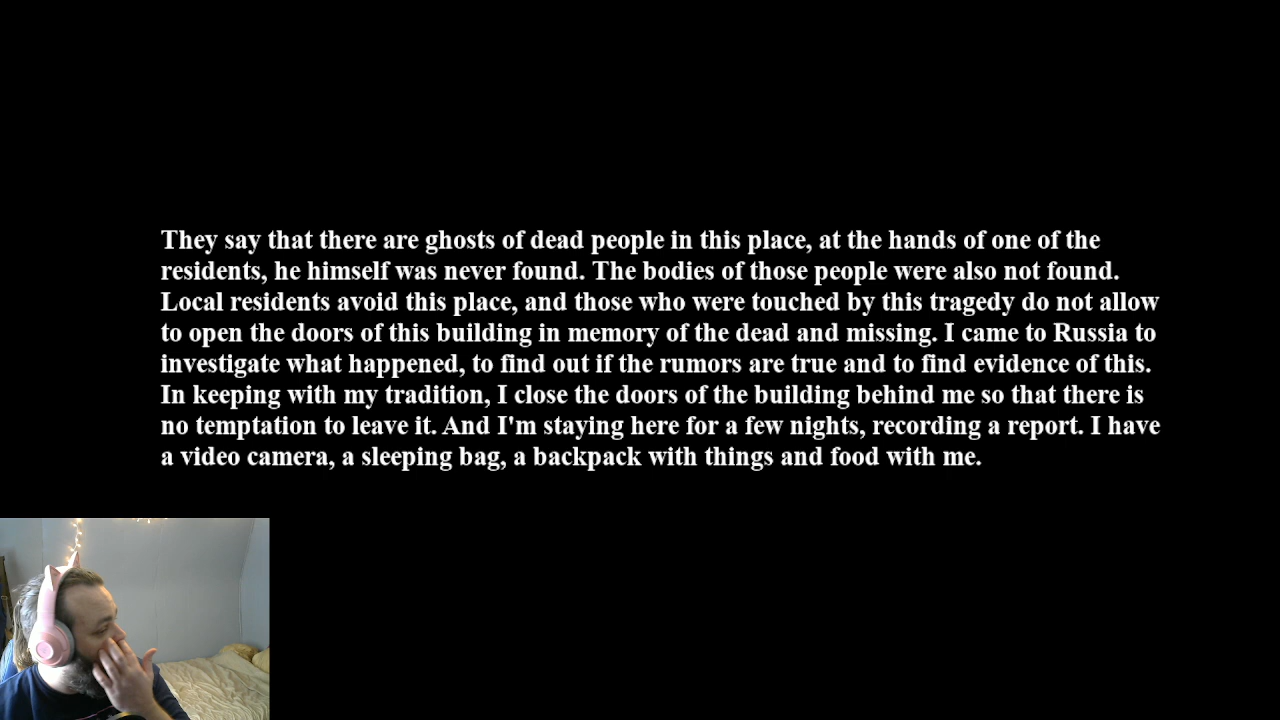 They say that there are ghosts of dead people in this place, at the hands of one of the
residents, he himself was never found. The bodies of those people were also not found.
Local residents avoid this place, and those who were touched by this tragedy do not allow
to open the doors of this building in memory of the dead and missing. I came to Russia to
investigate what happened, to find out if the rumors are true and to find evidence of this.
In keeping with my tradition, I close the doors of the building behind me so that there is
no temptation to leave it. And I'm staying here for a few nights, recording a report. I have
a video camera, a sleeping bag, a backpack with things and food with me.